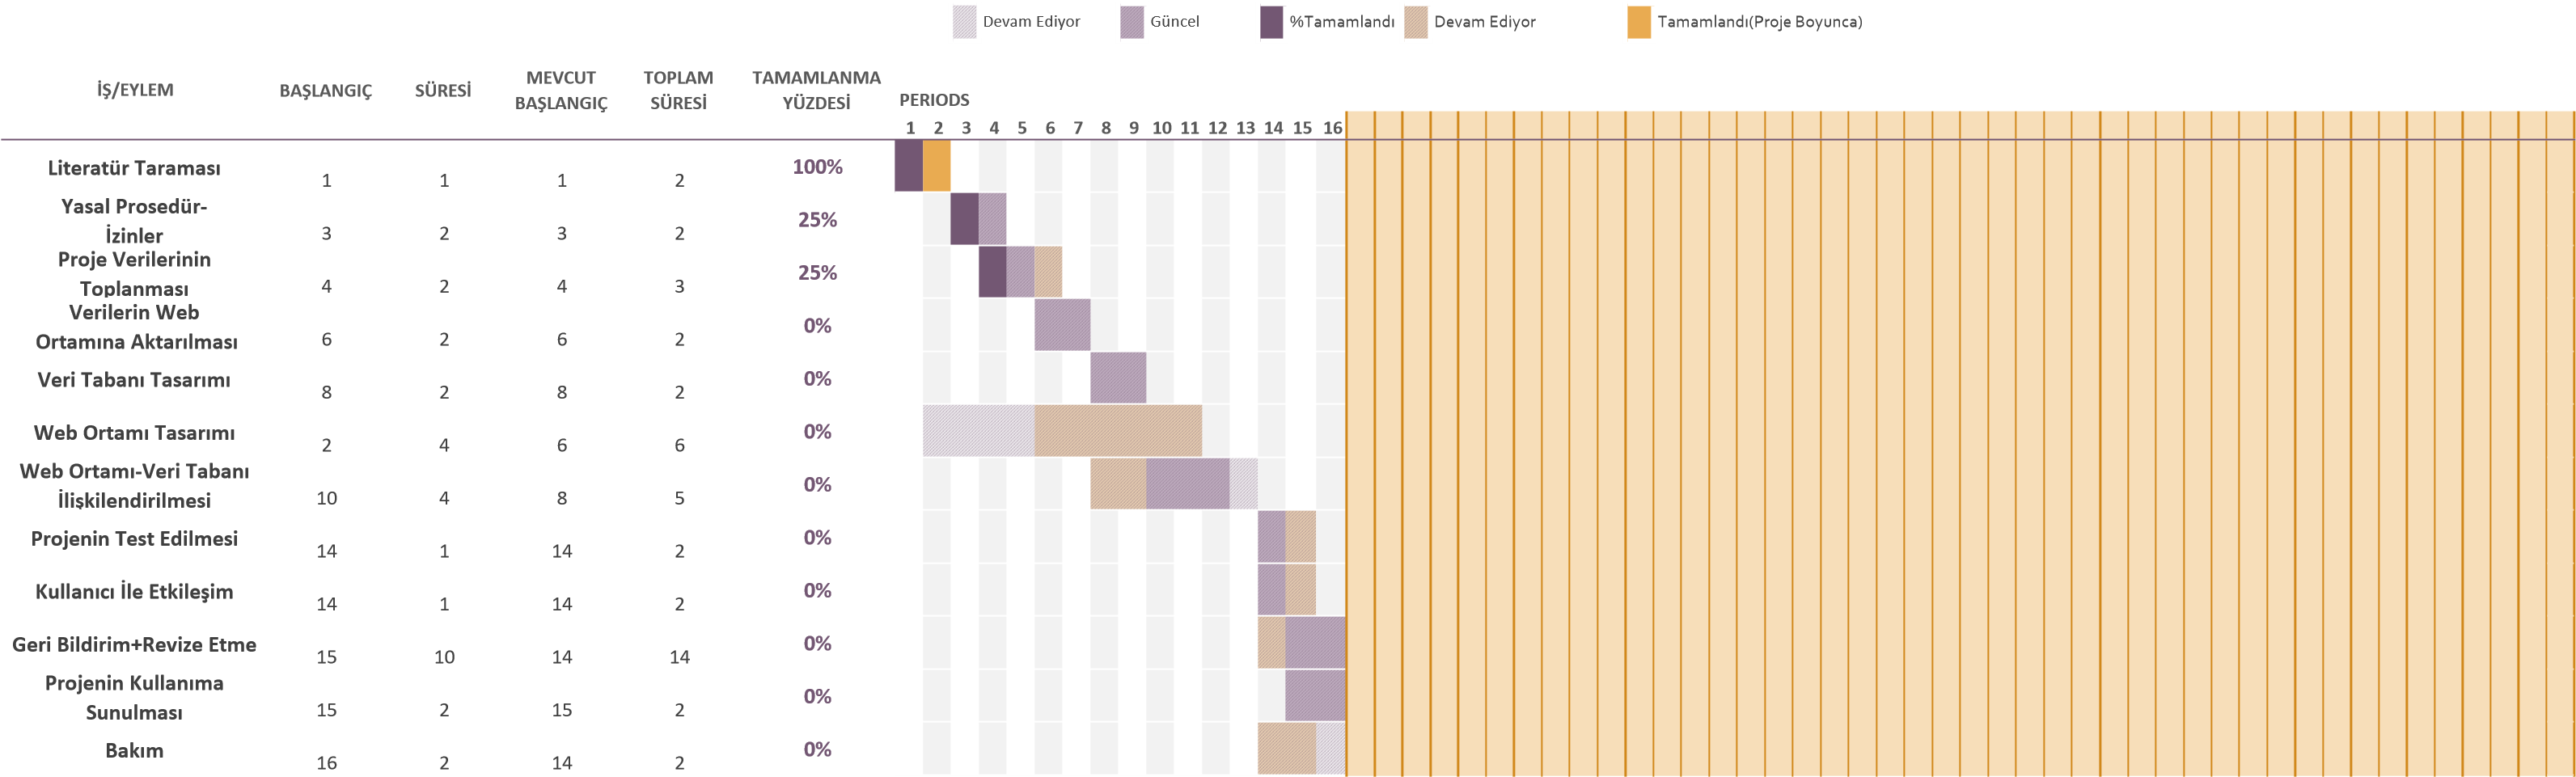 Devam Ediyor Güncel %Tamamlandı Devam Ediyor Tamamlandı(Proje Boyunca)
İŞ/EYLEM BAŞLANGIÇ SÜRESİ MEVCUT BAŞLANGIÇ TOPLAM SÜRESİ TAMAMLANMA YÜZDESİ PERIODS
1 2 3 4 5 6 7 8 9 10 11 12 13 14 15 16
Literatür Taraması 1 1 1 2 100%
Yasal Prosedür-
İzinler 3 2 3 2 25%
Proje Verilerinin
Toplanması 4 2 4 3 25%
Verilerin Web
Ortamına Aktarılması 6 2 6 2 0%
Veri Tabanı Tasarımı 8 2 8 2 0%
Web Ortamı Tasarımı 2 4 6 6 0%
Web Ortamı-Veri Tabanı
İlişkilendirilmesi 10 4 8 5 0%
Projenin Test Edilmesi 14 1 14 2 0%
Kullanıcı İle Etkileşim 14 1 14 2 0%
Geri Bildirim+Revize Etme 15 10 14 14 0%
Projenin Kullanıma
Sunulması 15 2 15 2 0%
Bakım 16 2 14 2 0%